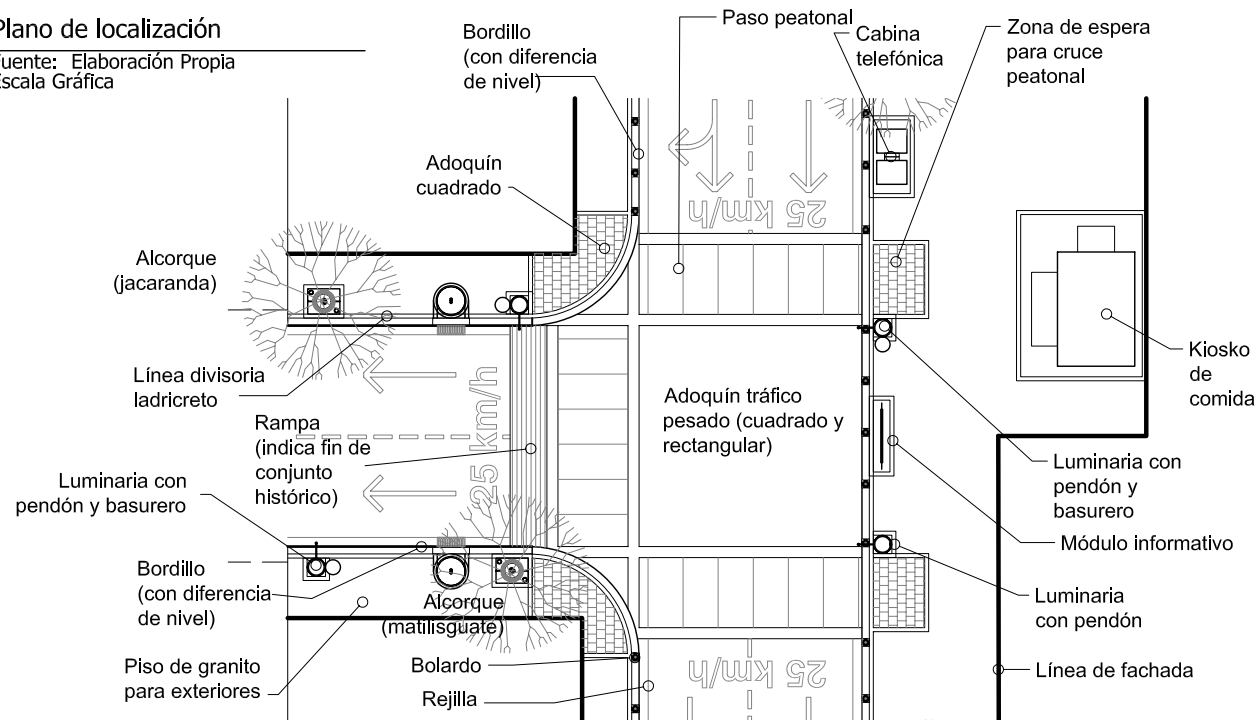 Plano de localización
Fuente: Elaboración Propia
Escala Gráfica
Bordillo
(con diferencia
de nivel)
Paso peatonal
Cabina
telefónica
Zona de espera
para cruce
peatonal
Adoquín
cuadrado
25 km/h
Alcorque
(jacaranda)
Línea divisoria
ladricreto
Rampa
(indica fin de
conjunto
histórico)
25 km/h
Adoquín tráfico
pesado (cuadrado y
rectangular)
Kiosko
de
comida
Luminaria con
pendón y basurero
Luminaria con
pendón y
basurero
Módulo informativo
Bordillo
(con diferencia
de nivel)
Alcorque
(matilisguate)
Luminaria
con pendón
Piso de granito
para exteriores
Bolardo
Rejilla
25 km/h
Línea de fachada